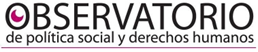 OBSERVATORIO
de política social y derechos humanos